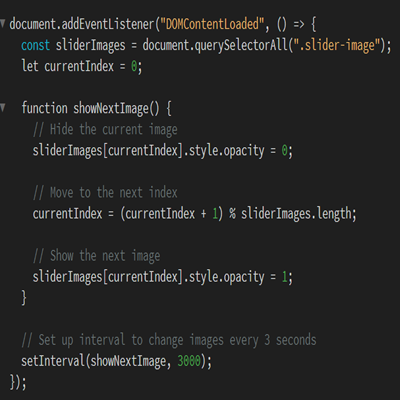 document.addEventListener("DOMContentLoaded", () => {
  const sliderImages = document.querySelectorAll(".slider-image");
  let currentIndex = 0;

  function showNextImage() {
    // Hide the current image
    sliderImages[currentIndex].style.opacity = 0;

    // Move to the next index
    currentIndex = (currentIndex + 1) % sliderImages.length;

    // Show the next image
    sliderImages[currentIndex].style.opacity = 1;
  }

  // Set up interval to change images every 3 seconds
  setInterval(showNextImage, 3000);
});